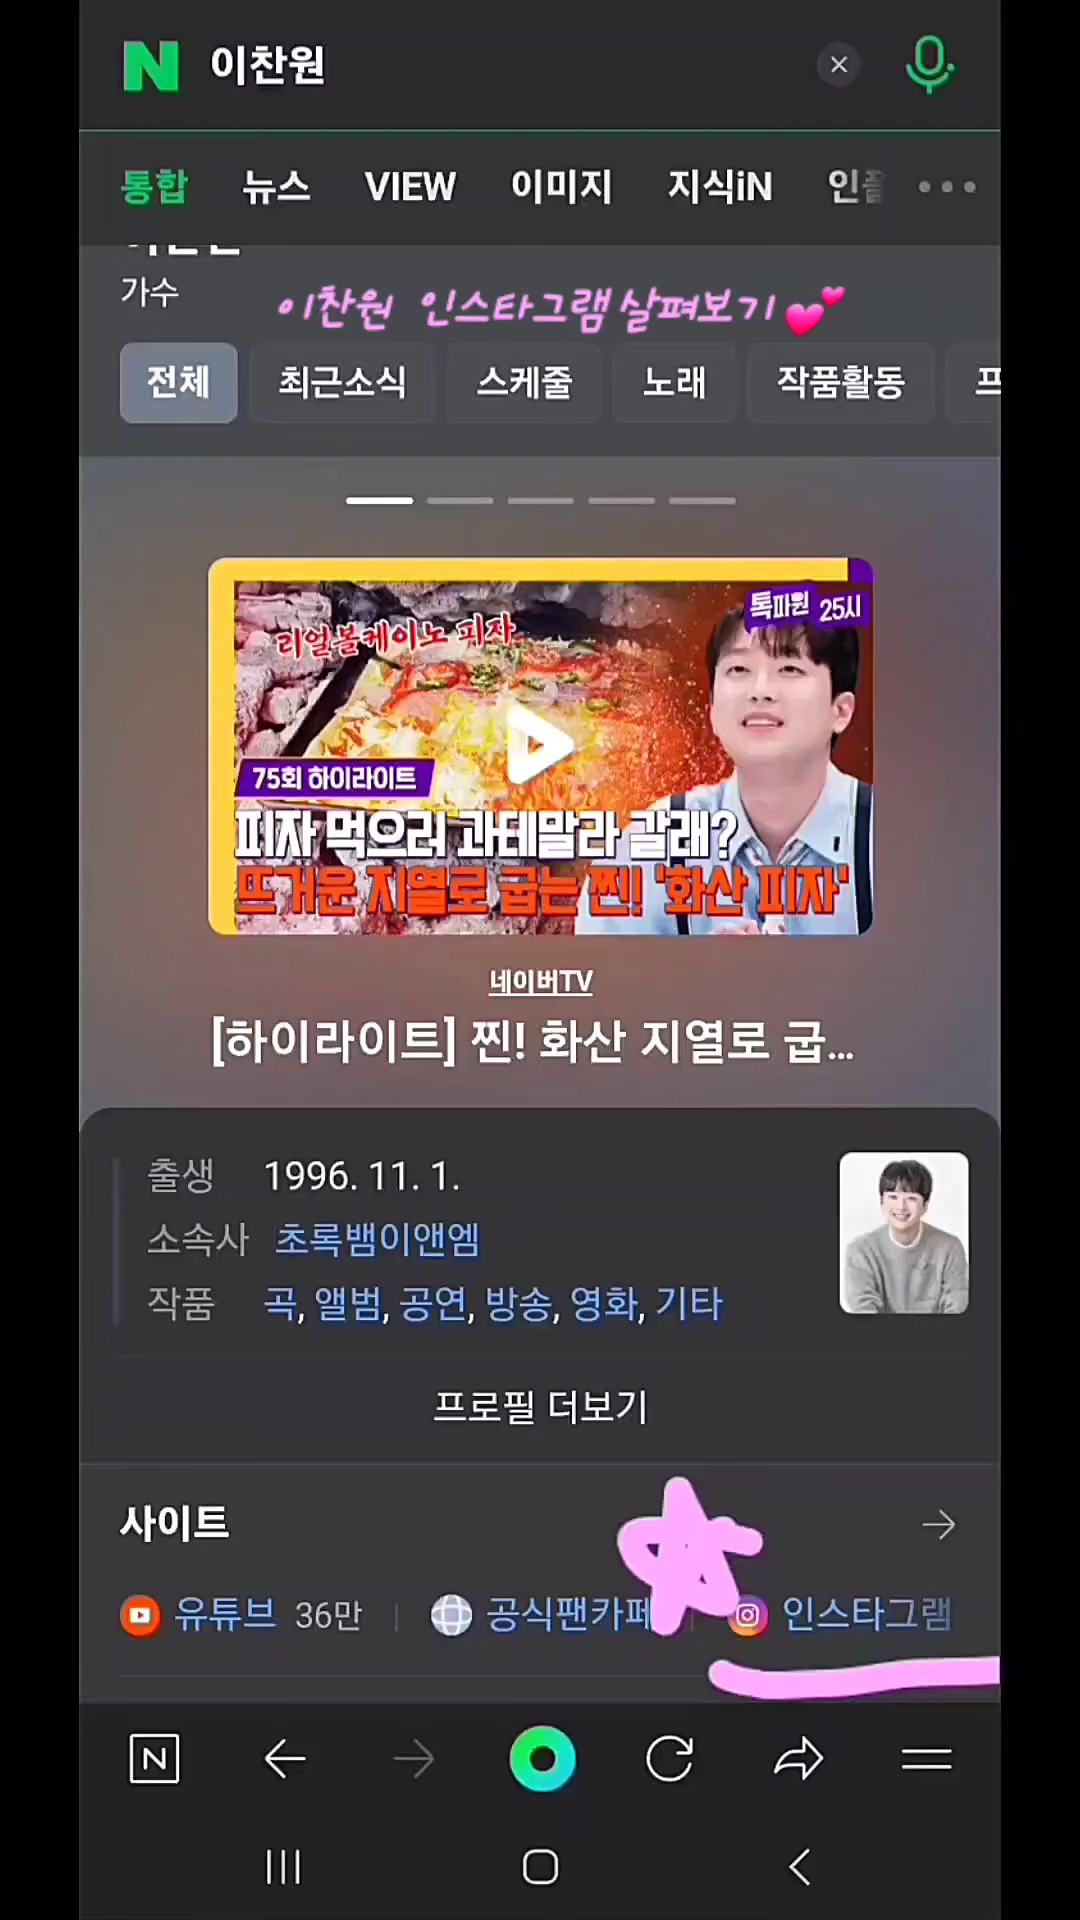 N 이찬원
통합 뉴스 VIEW 이미지 지식iN
가수
이찬원 인스타그램 살펴보기
전체 최근소식 스케줄 노래 작품활동
톡파원 25시
리얼볼케이노 피자
75회 하이라이트
피자 먹으러 과테말라 갈래?
뜨거운 지열로 굽는 찐! '화산 피자'
네이버TV
[하이라이트] 찐! 화산 지열로 굽...
출생 1996. 11. 1.
소속사 초록뱀이앤엠
작품 곡, 앨범, 공연, 방송, 영화, 기타
프로필 더보기
사이트
유튜브 36만 공식팬카페 인스타그램
N